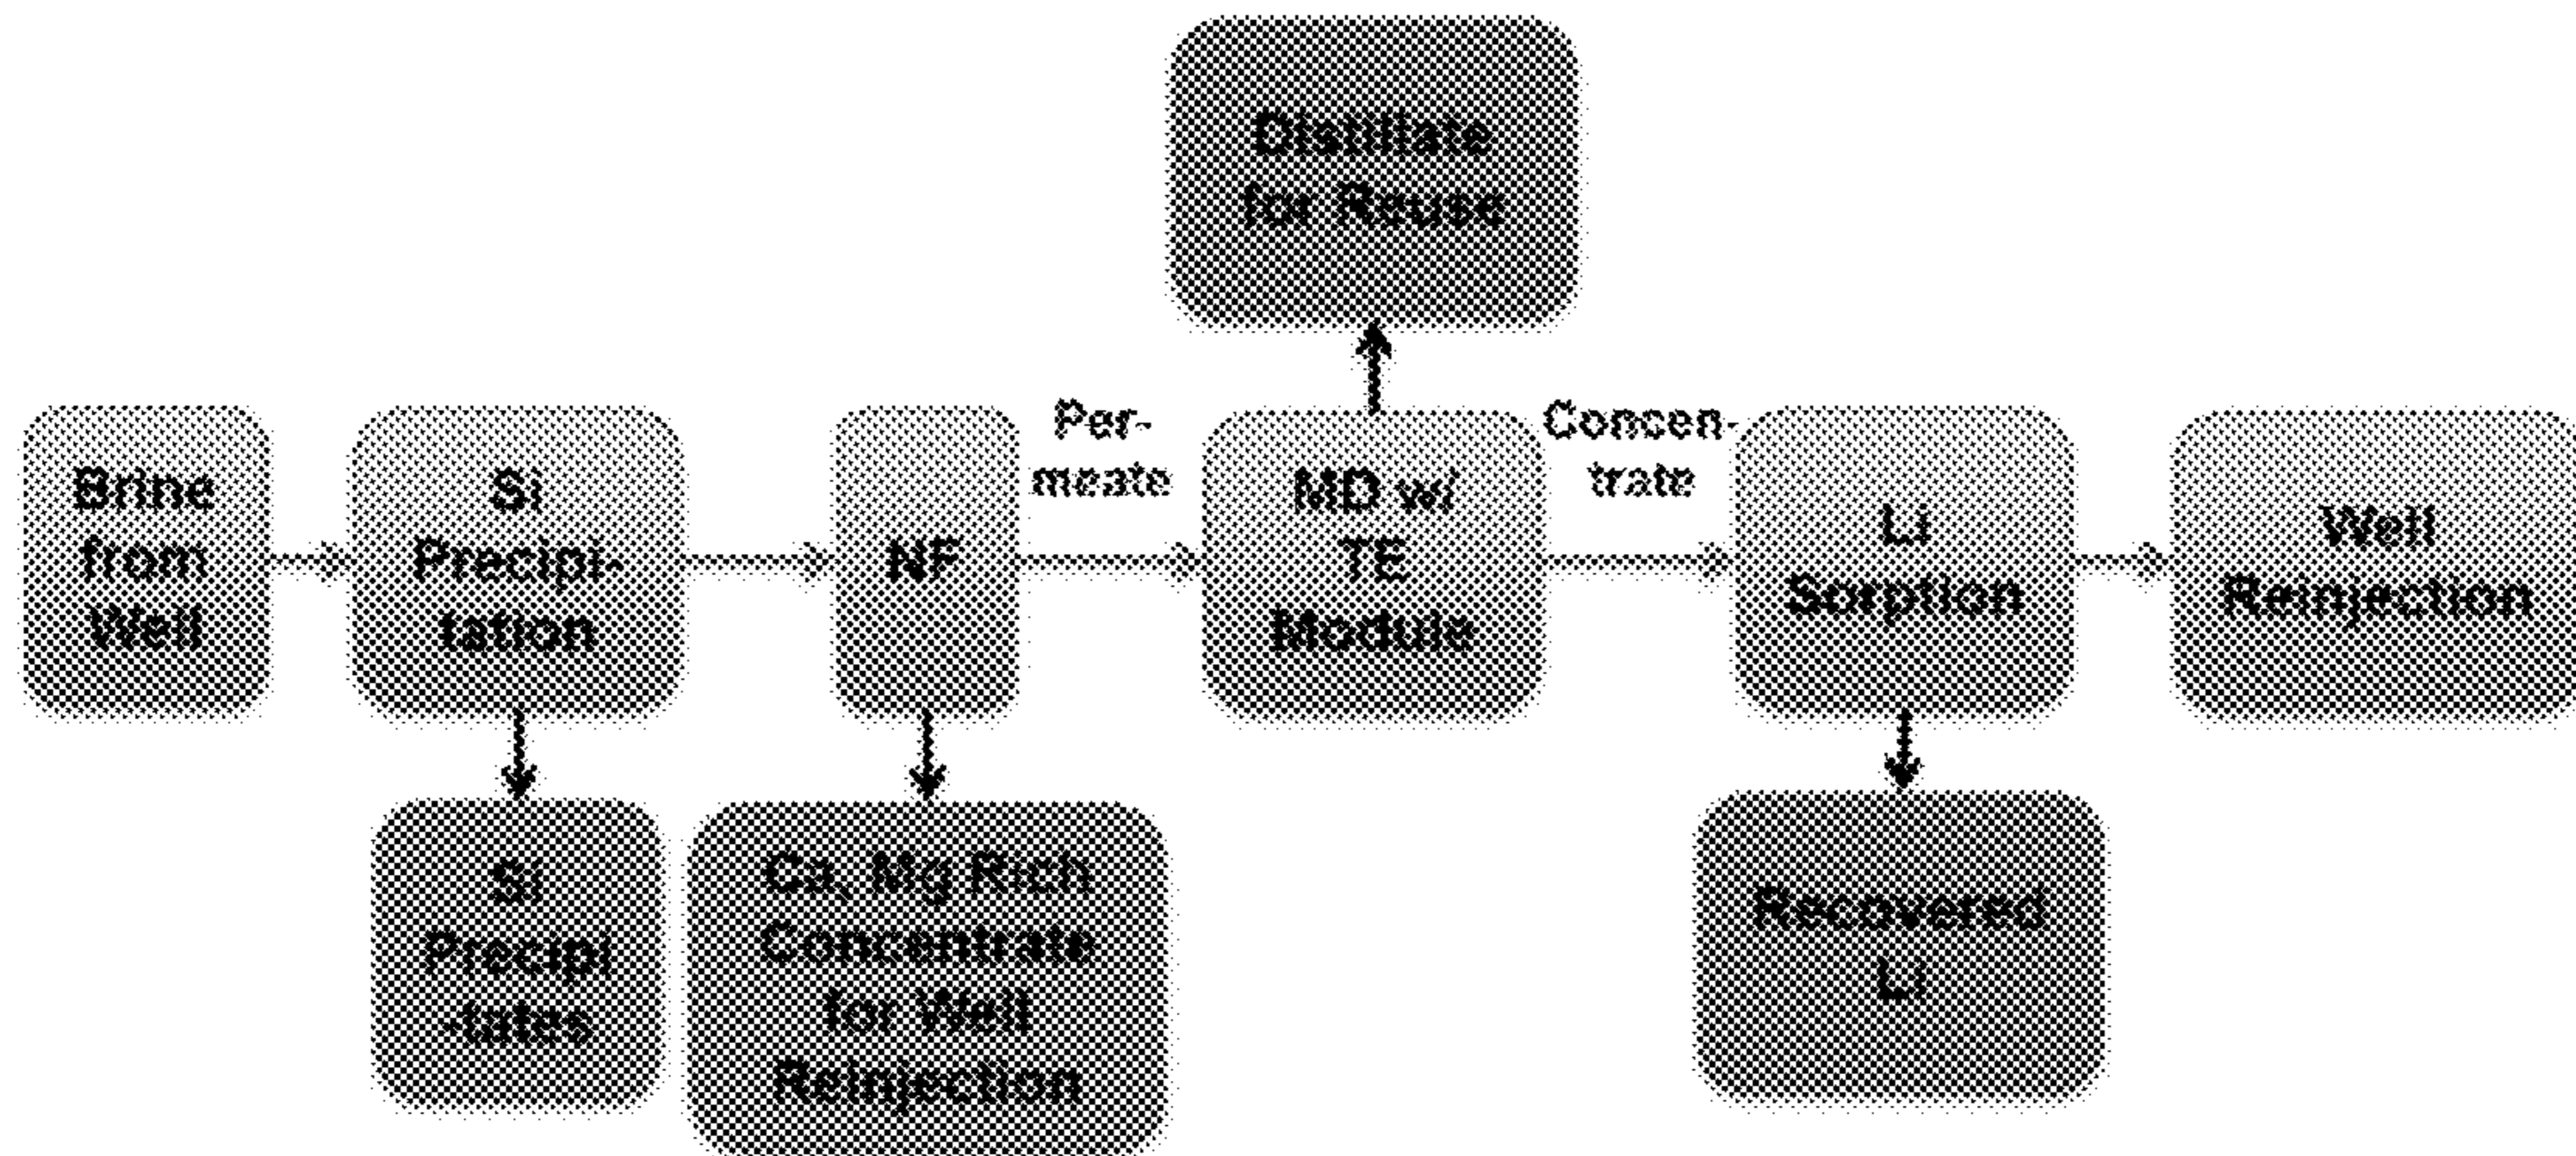 Distillate
for Reuse
Brine
from
Well
Si
Precipi-
tation
NF
Per-
meate
MD w/
TE
Module
Concen-
trate
Li
Sorption
Well
Reinjection
Si
Precipi
-tates
Ca, Mg Rich
Concentrate
for Well
Reinjection
Recovered
Li